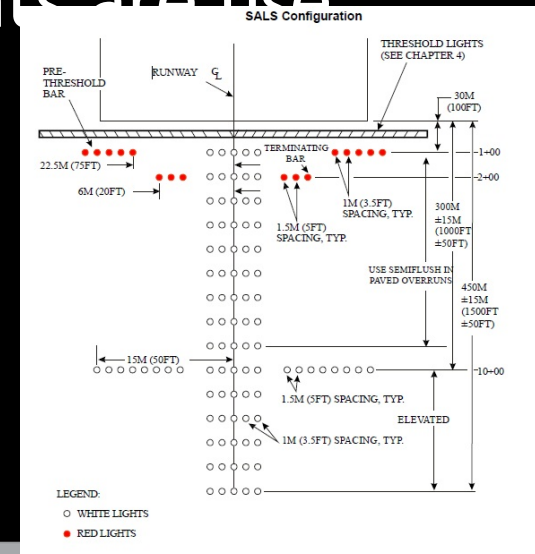 SALS Configuration
THRESHOLD LIGHTS
(SEE CHAPTER 4)
PRE-
THRESHOLD
BAR
RUNWAY ℄
30M
(100FT)
TERMINATING
BAR
1+00
22.5M (75FT)
2+00
6M (20FT)
1M (3.5FT)
SPACING, TYP.
1.5M (5FT)
SPACING, TYP.
300M
±15M
(1000FT
±50FT)
USE SEMIFLUSH IN
PAVED OVERRUNS
450M
±15M
(1500FT
±50FT)
15M (50FT)
10+00
1.5M (5FT) SPACING, TYP.
ELEVATED
1M (3.5FT) SPACING, TYP.
LEGEND:
WHITE LIGHTS
RED LIGHTS